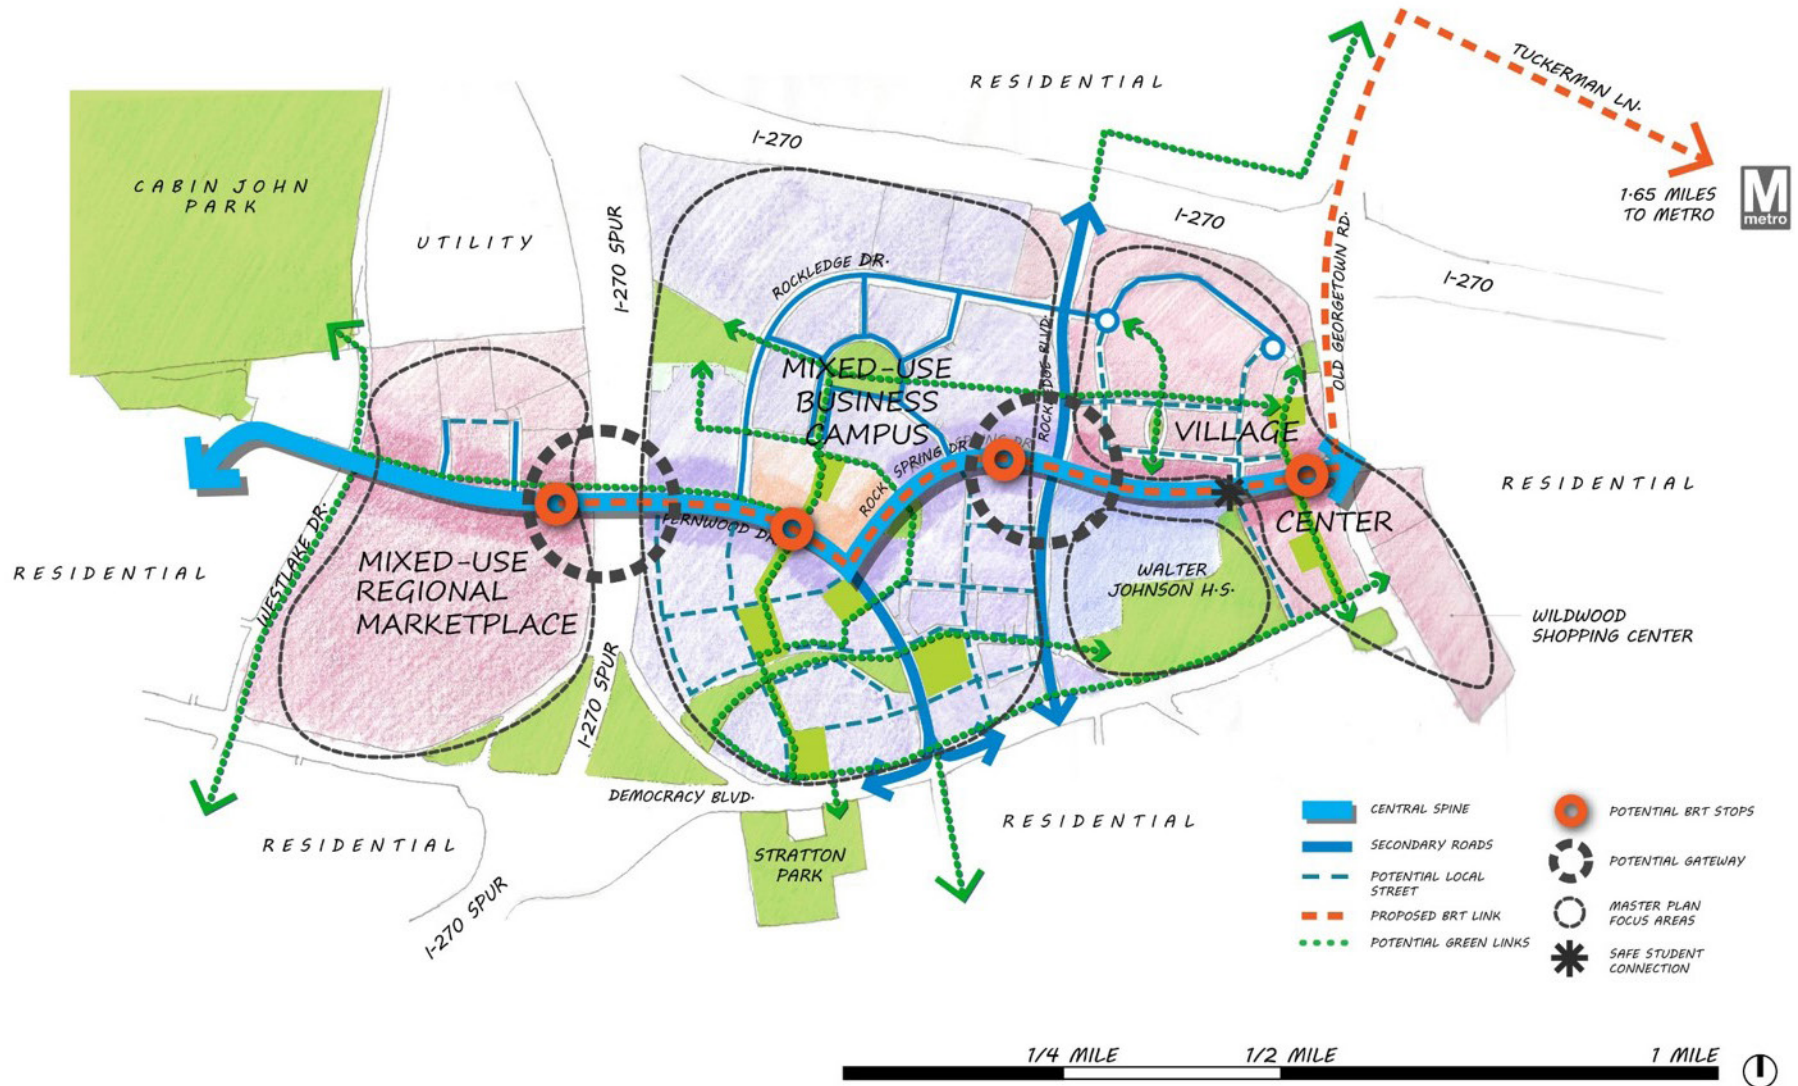 RESIDENTIAL
TUCKERMAN LN.
I-270
CABIN JOHN
PARK
1.65 MILES
TO METRO
M
metro
UTILITY
I-270 SPUR
I-270
OLD GEORGETOWN RD.
I-270
ROCKLEDGE DR.
ROCKLEDGE BLVD.
MIXED-USE
BUSINESS
CAMPUS
VILLAGE
CENTER
ROCK SPRING DR.
SPRING DR.
RESIDENTIAL
FERNWOOD DR.
WESTLAKE DR.
RESIDENTIAL
MIXED-USE
REGIONAL
MARKETPLACE
WALTER
JOHNSON H.S.
WILDWOOD
SHOPPING CENTER
I-270 SPUR
DEMOCRACY BLVD.
RESIDENTIAL
RESIDENTIAL
STRATTON
PARK
I-270 SPUR
CENTRAL SPINE
SECONDARY ROADS
POTENTIAL LOCAL
STREET
PROPOSED BRT LINK
POTENTIAL GREEN LINKS
POTENTIAL BRT STOPS
POTENTIAL GATEWAY
MASTER PLAN
FOCUS AREAS
SAFE STUDENT
CONNECTION
1/4 MILE
1/2 MILE
1 MILE